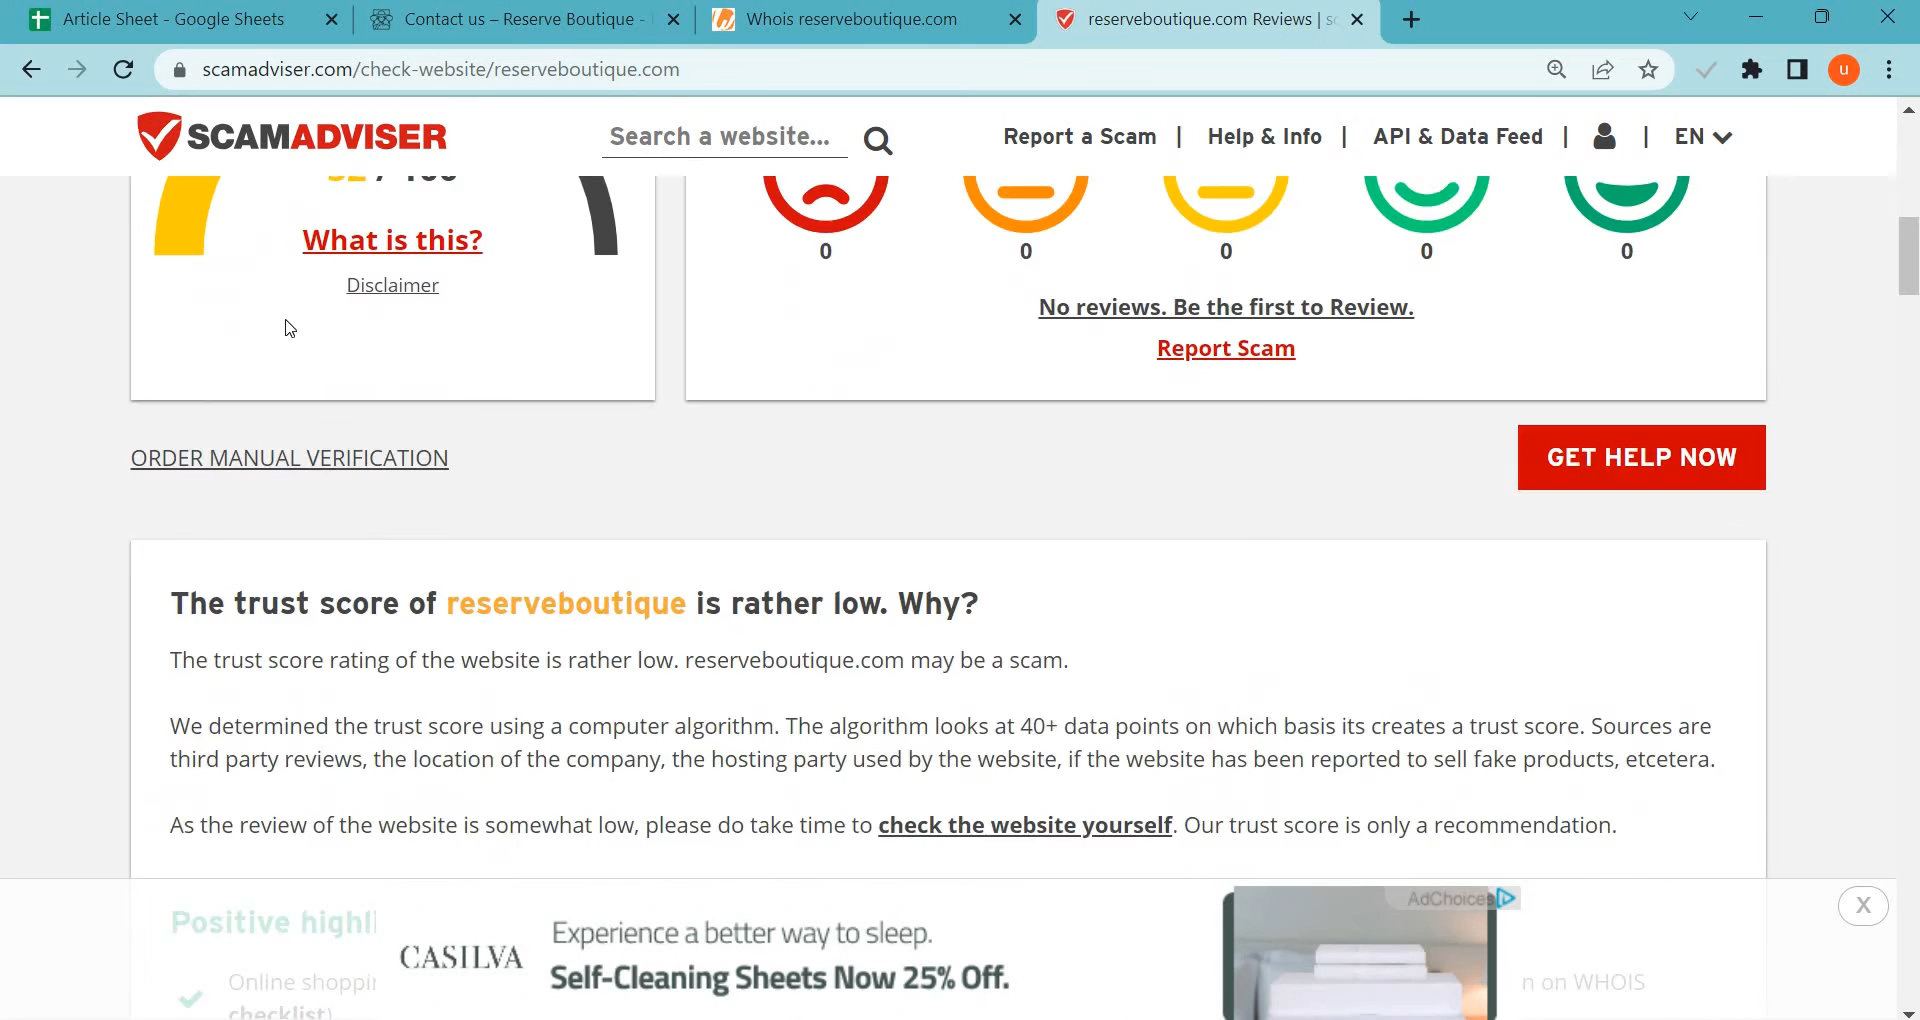 Article Sheet - Google Sheets
Contact us – Reserve Boutique -
Whois reserveboutique.com
reserveboutique.com Reviews | sc
scamadviser.com/check-website/reserveboutique.com
u
SCAMADVISER
Search a website...
Report a Scam | Help & Info | API & Data Feed | | EN
What is this?
Disclaimer
0 0 0 0 0
No reviews. Be the first to Review.
Report Scam
ORDER MANUAL VERIFICATION
GET HELP NOW
The trust score of reserveboutique is rather low. Why?
The trust score rating of the website is rather low. reserveboutique.com may be a scam.
We determined the trust score using a computer algorithm. The algorithm looks at 40+ data points on which basis its creates a trust score. Sources are
third party reviews, the location of the company, the hosting party used by the website, if the website has been reported to sell fake products, etcetera.
As the review of the website is somewhat low, please do take time to check the website yourself. Our trust score is only a recommendation.
Positive highli
Online shoppin
checklist)
CASILVA
Experience a better way to sleep.
Self-Cleaning Sheets Now 25% Off.
AdChoices
X
n on WHOIS